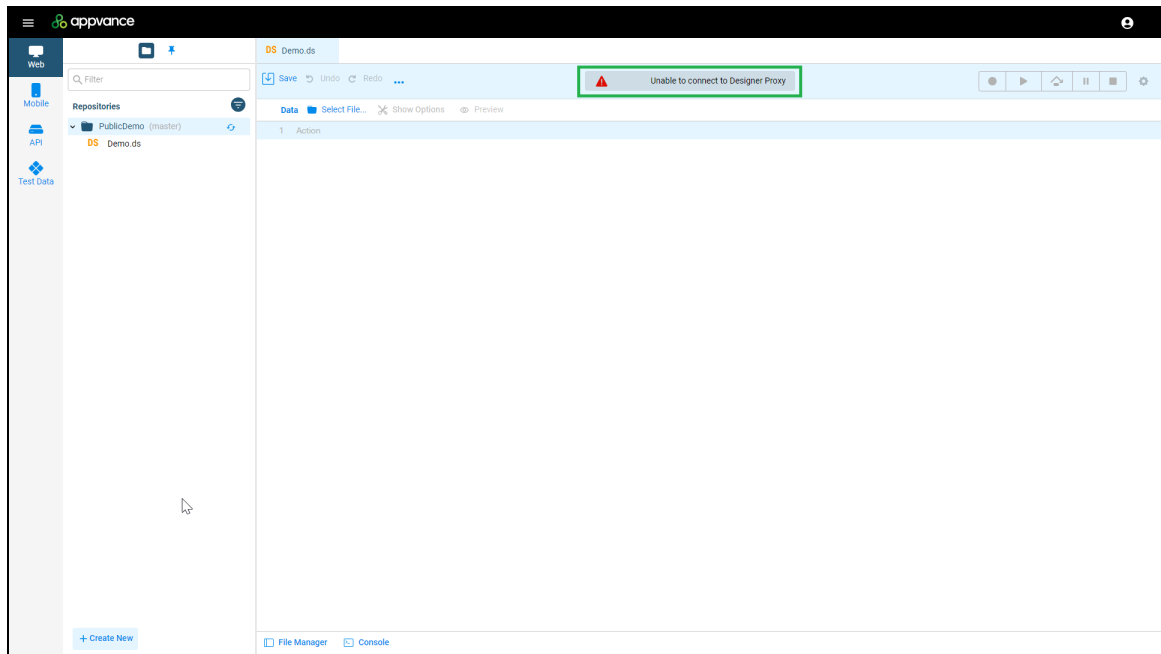 appvance
Web
Mobile
API
Test Data
Filter
Repositories
PublicDemo (master)
DS Demo.ds
+ Create New
DS Demo.ds
Save Undo Redo ...
Unable to connect to Designer Proxy
Data Select File... Show Options Preview
1 Action
File Manager Console